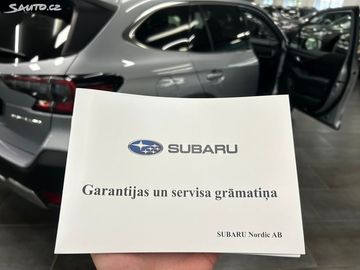 Sauto.cz
SUBARU
Garantijas un servisa grāmatiņa
SUBARU Nordic AB